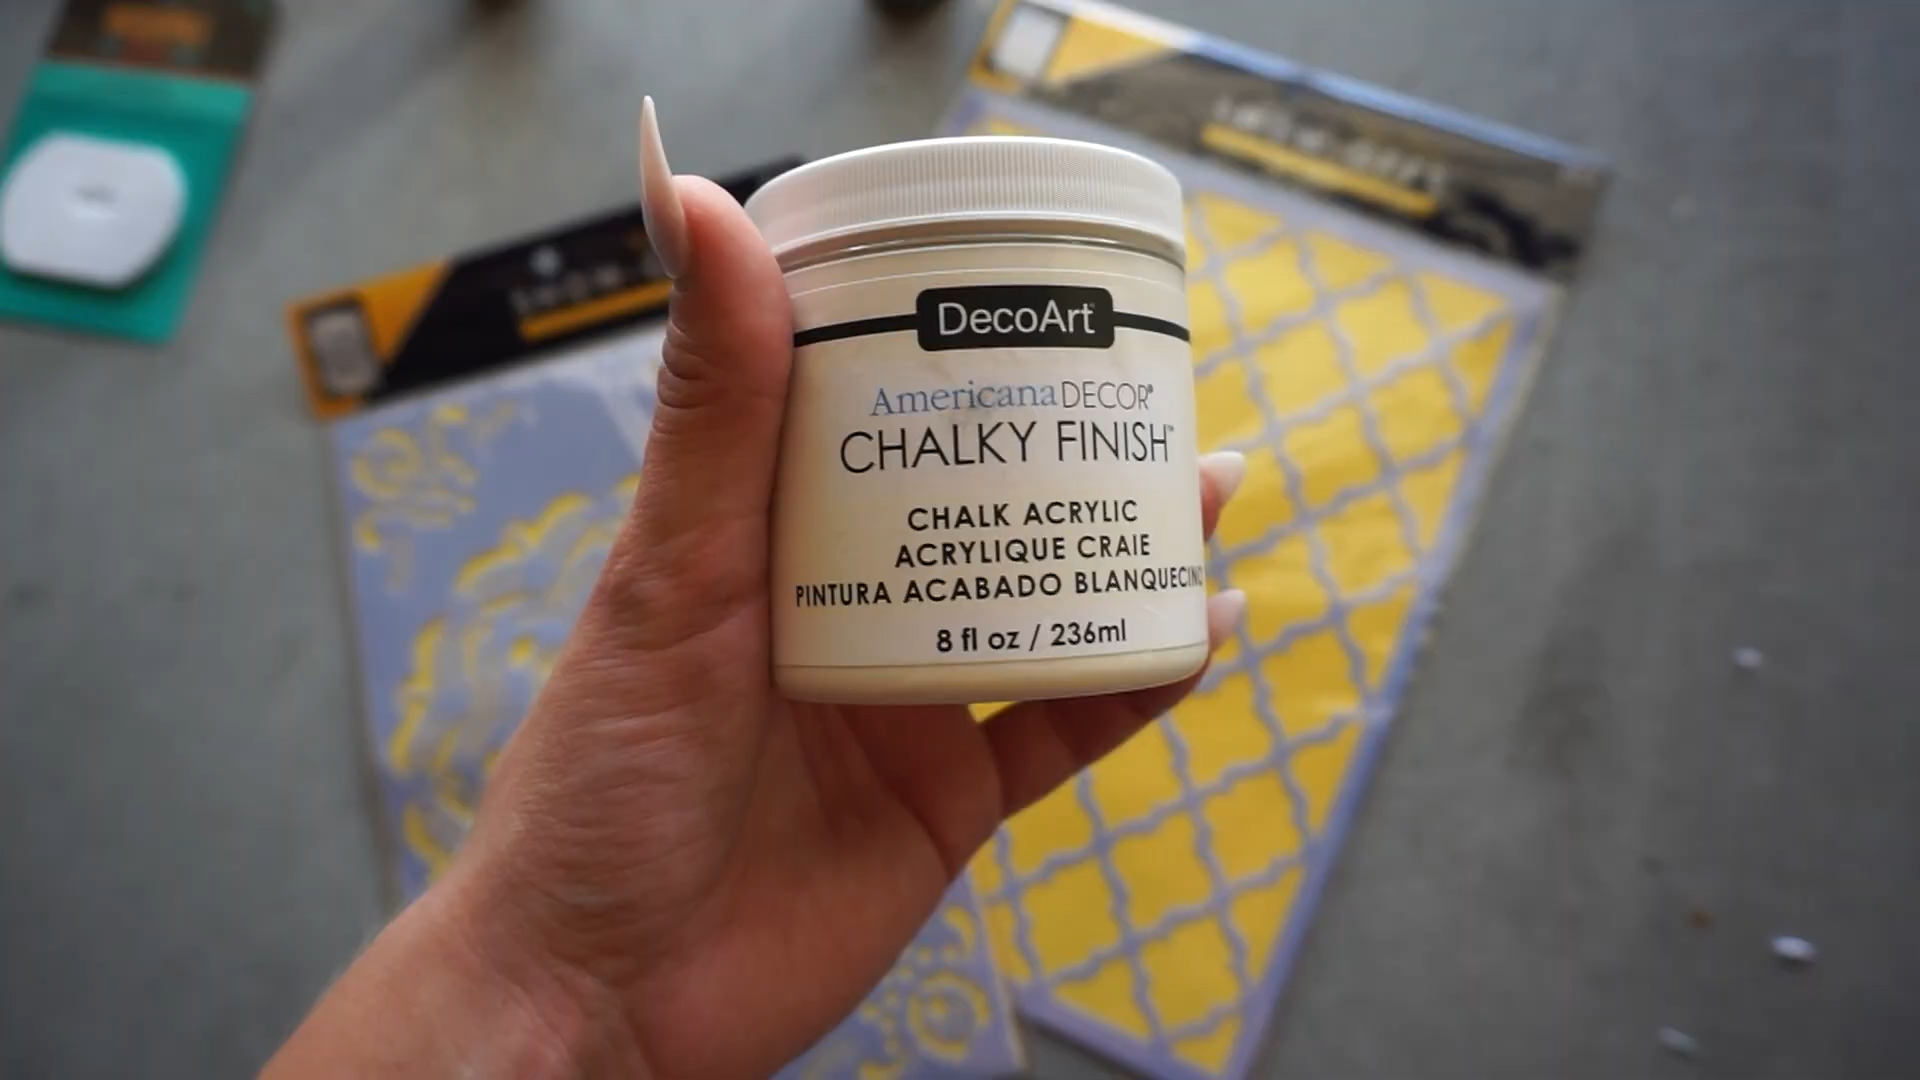 DecoArt
AmericanaDECOR®
CHALKY FINISH™
CHALK ACRYLIC
ACRYLIQUE CRAIE
PINTURA ACABADO BLANQUECINO
8 fl oz / 236ml